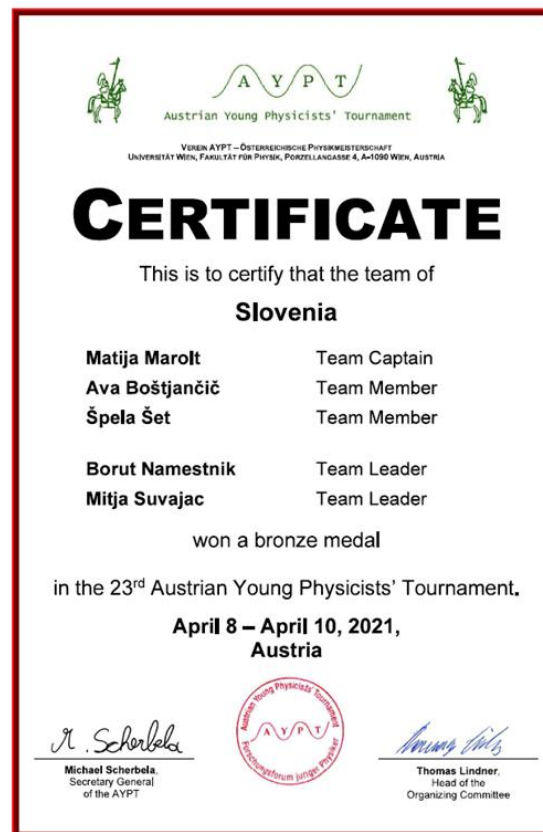 A Y P T
Austrian Young Physicists' Tournament
VEREIN AYPT – ÖSTERREICHISCHE PHYSIKMEISTERSCHAFT
UNIVERSITÄT WIEN, FAKULTÄT FÜR PHYSIK, PORZELLANGASSE 4, A-1090 WIEN, AUSTRIA
CERTIFICATE
This is to certify that the team of
Slovenia
Matija Marolt Team Captain
Ava Boštjančič Team Member
Špela Šet Team Member
Borut Namestnik Team Leader
Mitja Suvajac Team Leader
won a bronze medal
in the 23rd Austrian Young Physicists' Tournament.
April 8 – April 10, 2021,
Austria
Austrian Young Physicists' Tournament
A Y P T
Forschungsforum junger Physiker
M. Scherbela
Michael Scherbela,
Secretary General
of the AYPT
Thomas Lindner,
Head of the
Organizing Committee